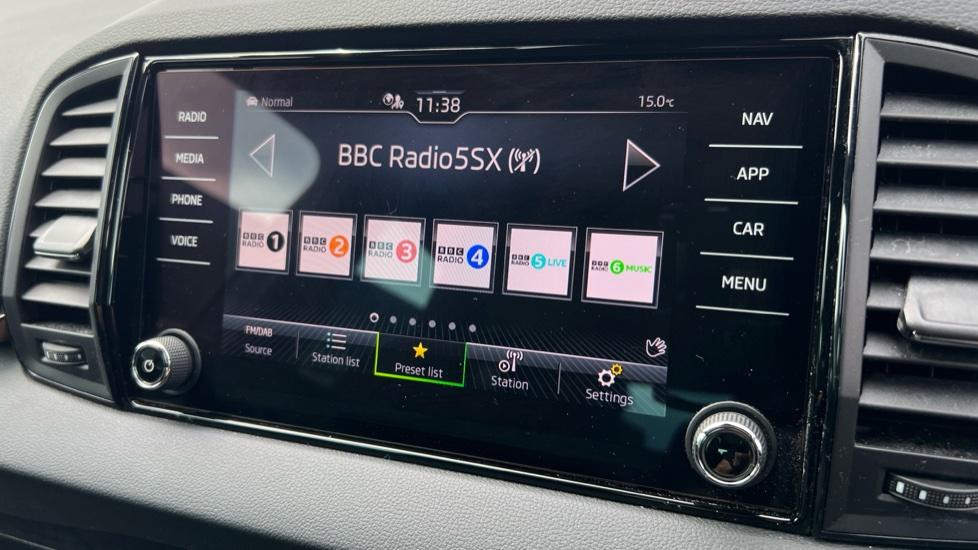 Normal
11:38
15.0°C
RADIO
MEDIA
PHONE
VOICE
BBC Radio5SX
BBC RADIO 1
BBC RADIO 2
BBC RADIO 3
BBC RADIO 4
BBC RADIO 5 LIVE
BBC RADIO 6 MUSIC
FM/DAB
Source
Station list
Preset list
Station
Settings
NAV
APP
CAR
MENU